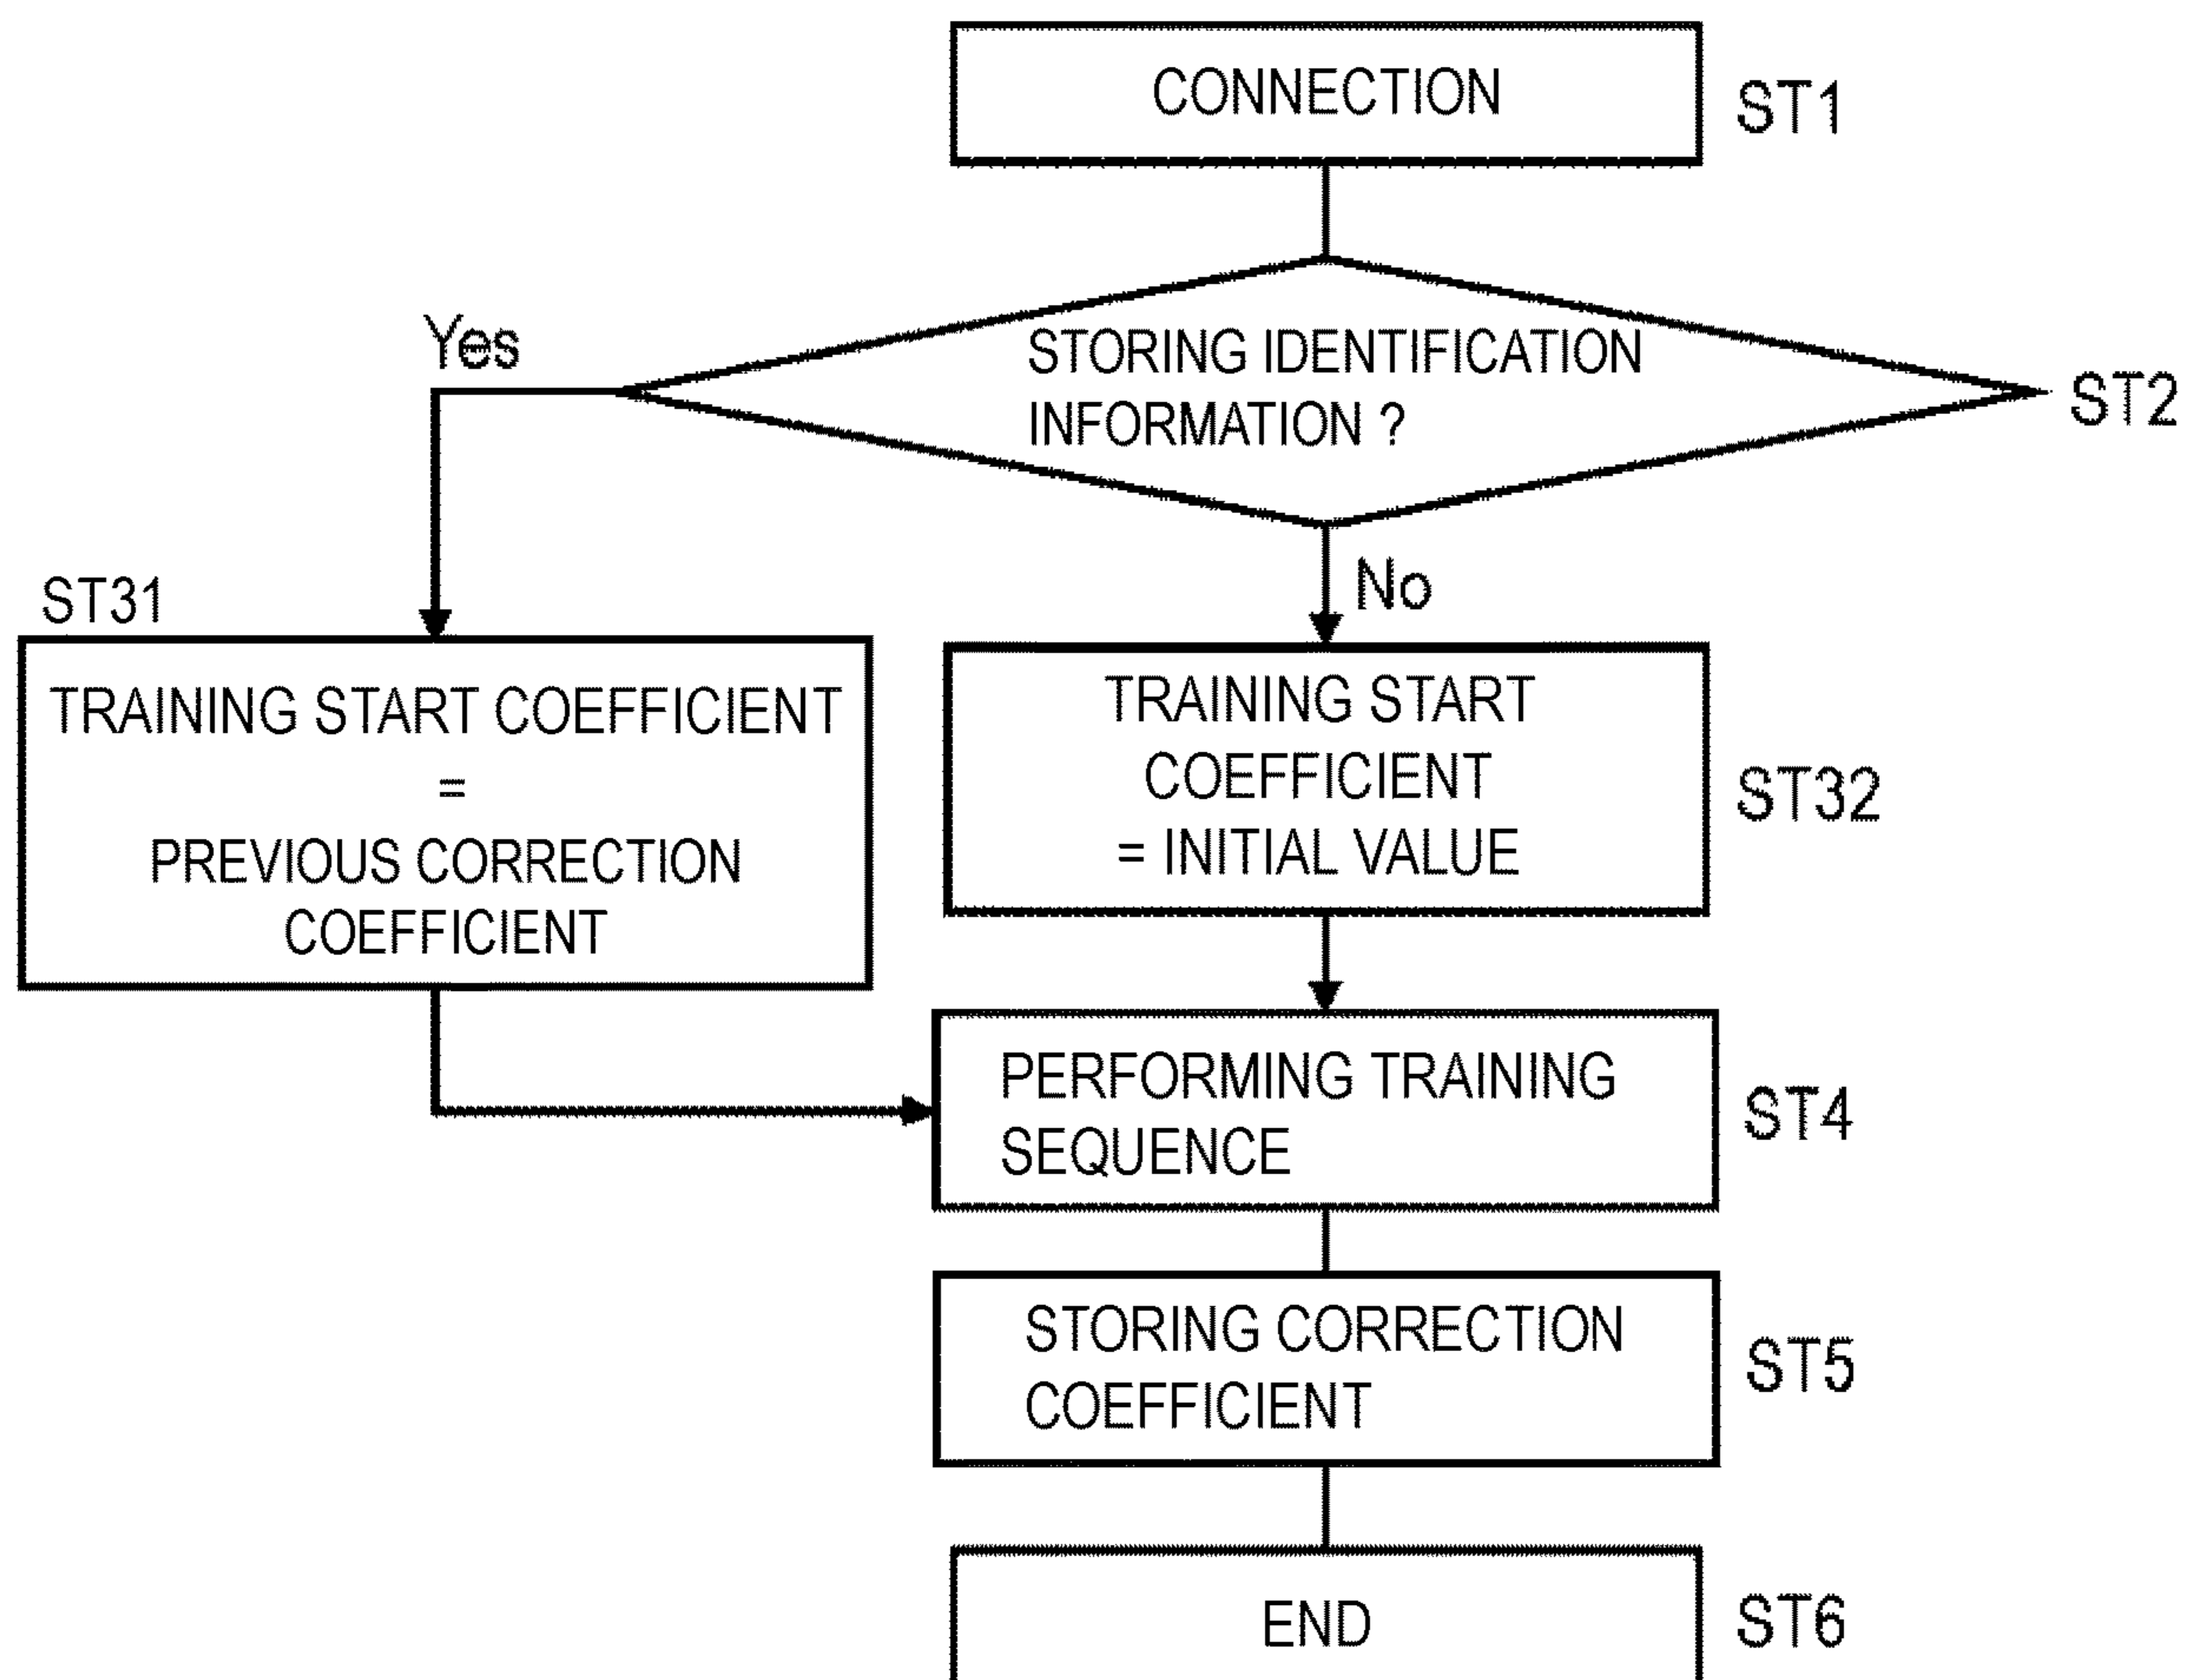 CONNECTION
ST1
Yes
STORING IDENTIFICATION
INFORMATION ?
ST2
No
ST31
TRAINING START COEFFICIENT
=
PREVIOUS CORRECTION
COEFFICIENT
TRAINING START
COEFFICIENT
= INITIAL VALUE
ST32
PERFORMING TRAINING
SEQUENCE
ST4
STORING CORRECTION
COEFFICIENT
ST5
END
ST6